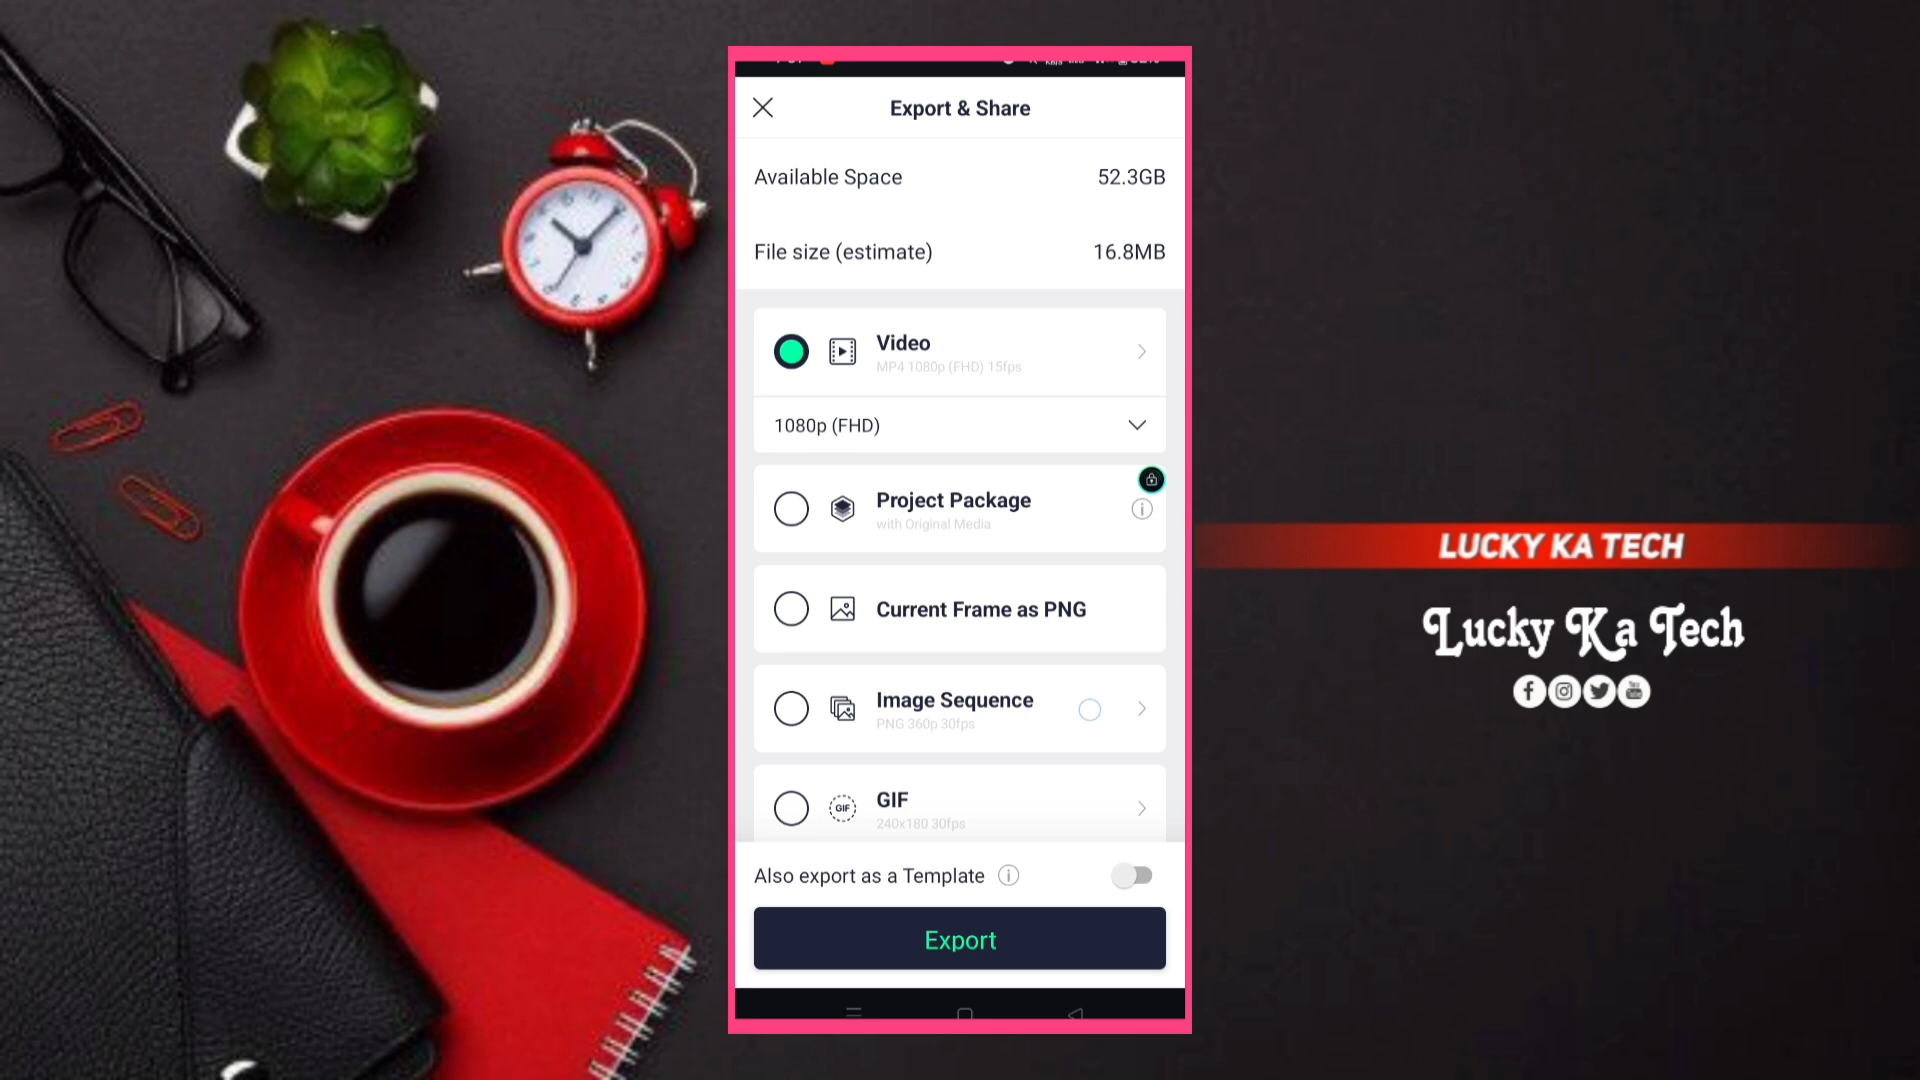 Export & Share
Available Space 52.3GB
File size (estimate) 16.8MB
Video
MP4 1080p (FHD) 15fps
1080p (FHD)
Project Package
with Original Media
Current Frame as PNG
Image Sequence
PNG 360p 30fps
GIF
GIF
240x180 30fps
Also export as a Template
Export
LUCKY KA TECH
Lucky Ka Tech